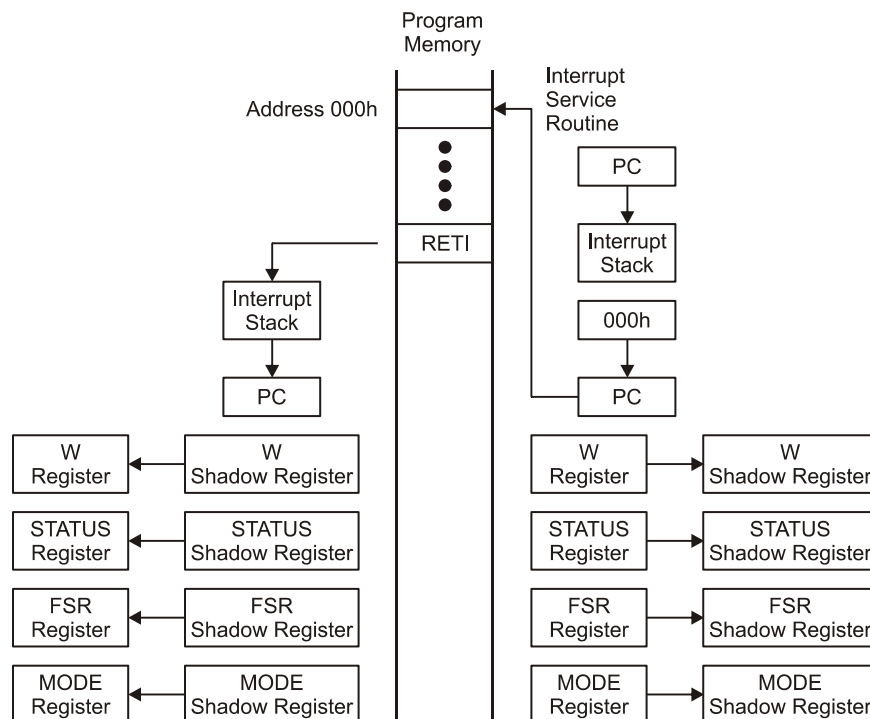 Program
Memory
Address 000h
Interrupt
Service
Routine
PC
RETI
Interrupt
Stack
Interrupt
Stack
000h
PC
PC
W
Register
W
Shadow Register
W
Register
W
Shadow Register
STATUS
Register
STATUS
Shadow Register
STATUS
Register
STATUS
Shadow Register
FSR
Register
FSR
Shadow Register
FSR
Register
FSR
Shadow Register
MODE
Register
MODE
Shadow Register
MODE
Register
MODE
Shadow Register